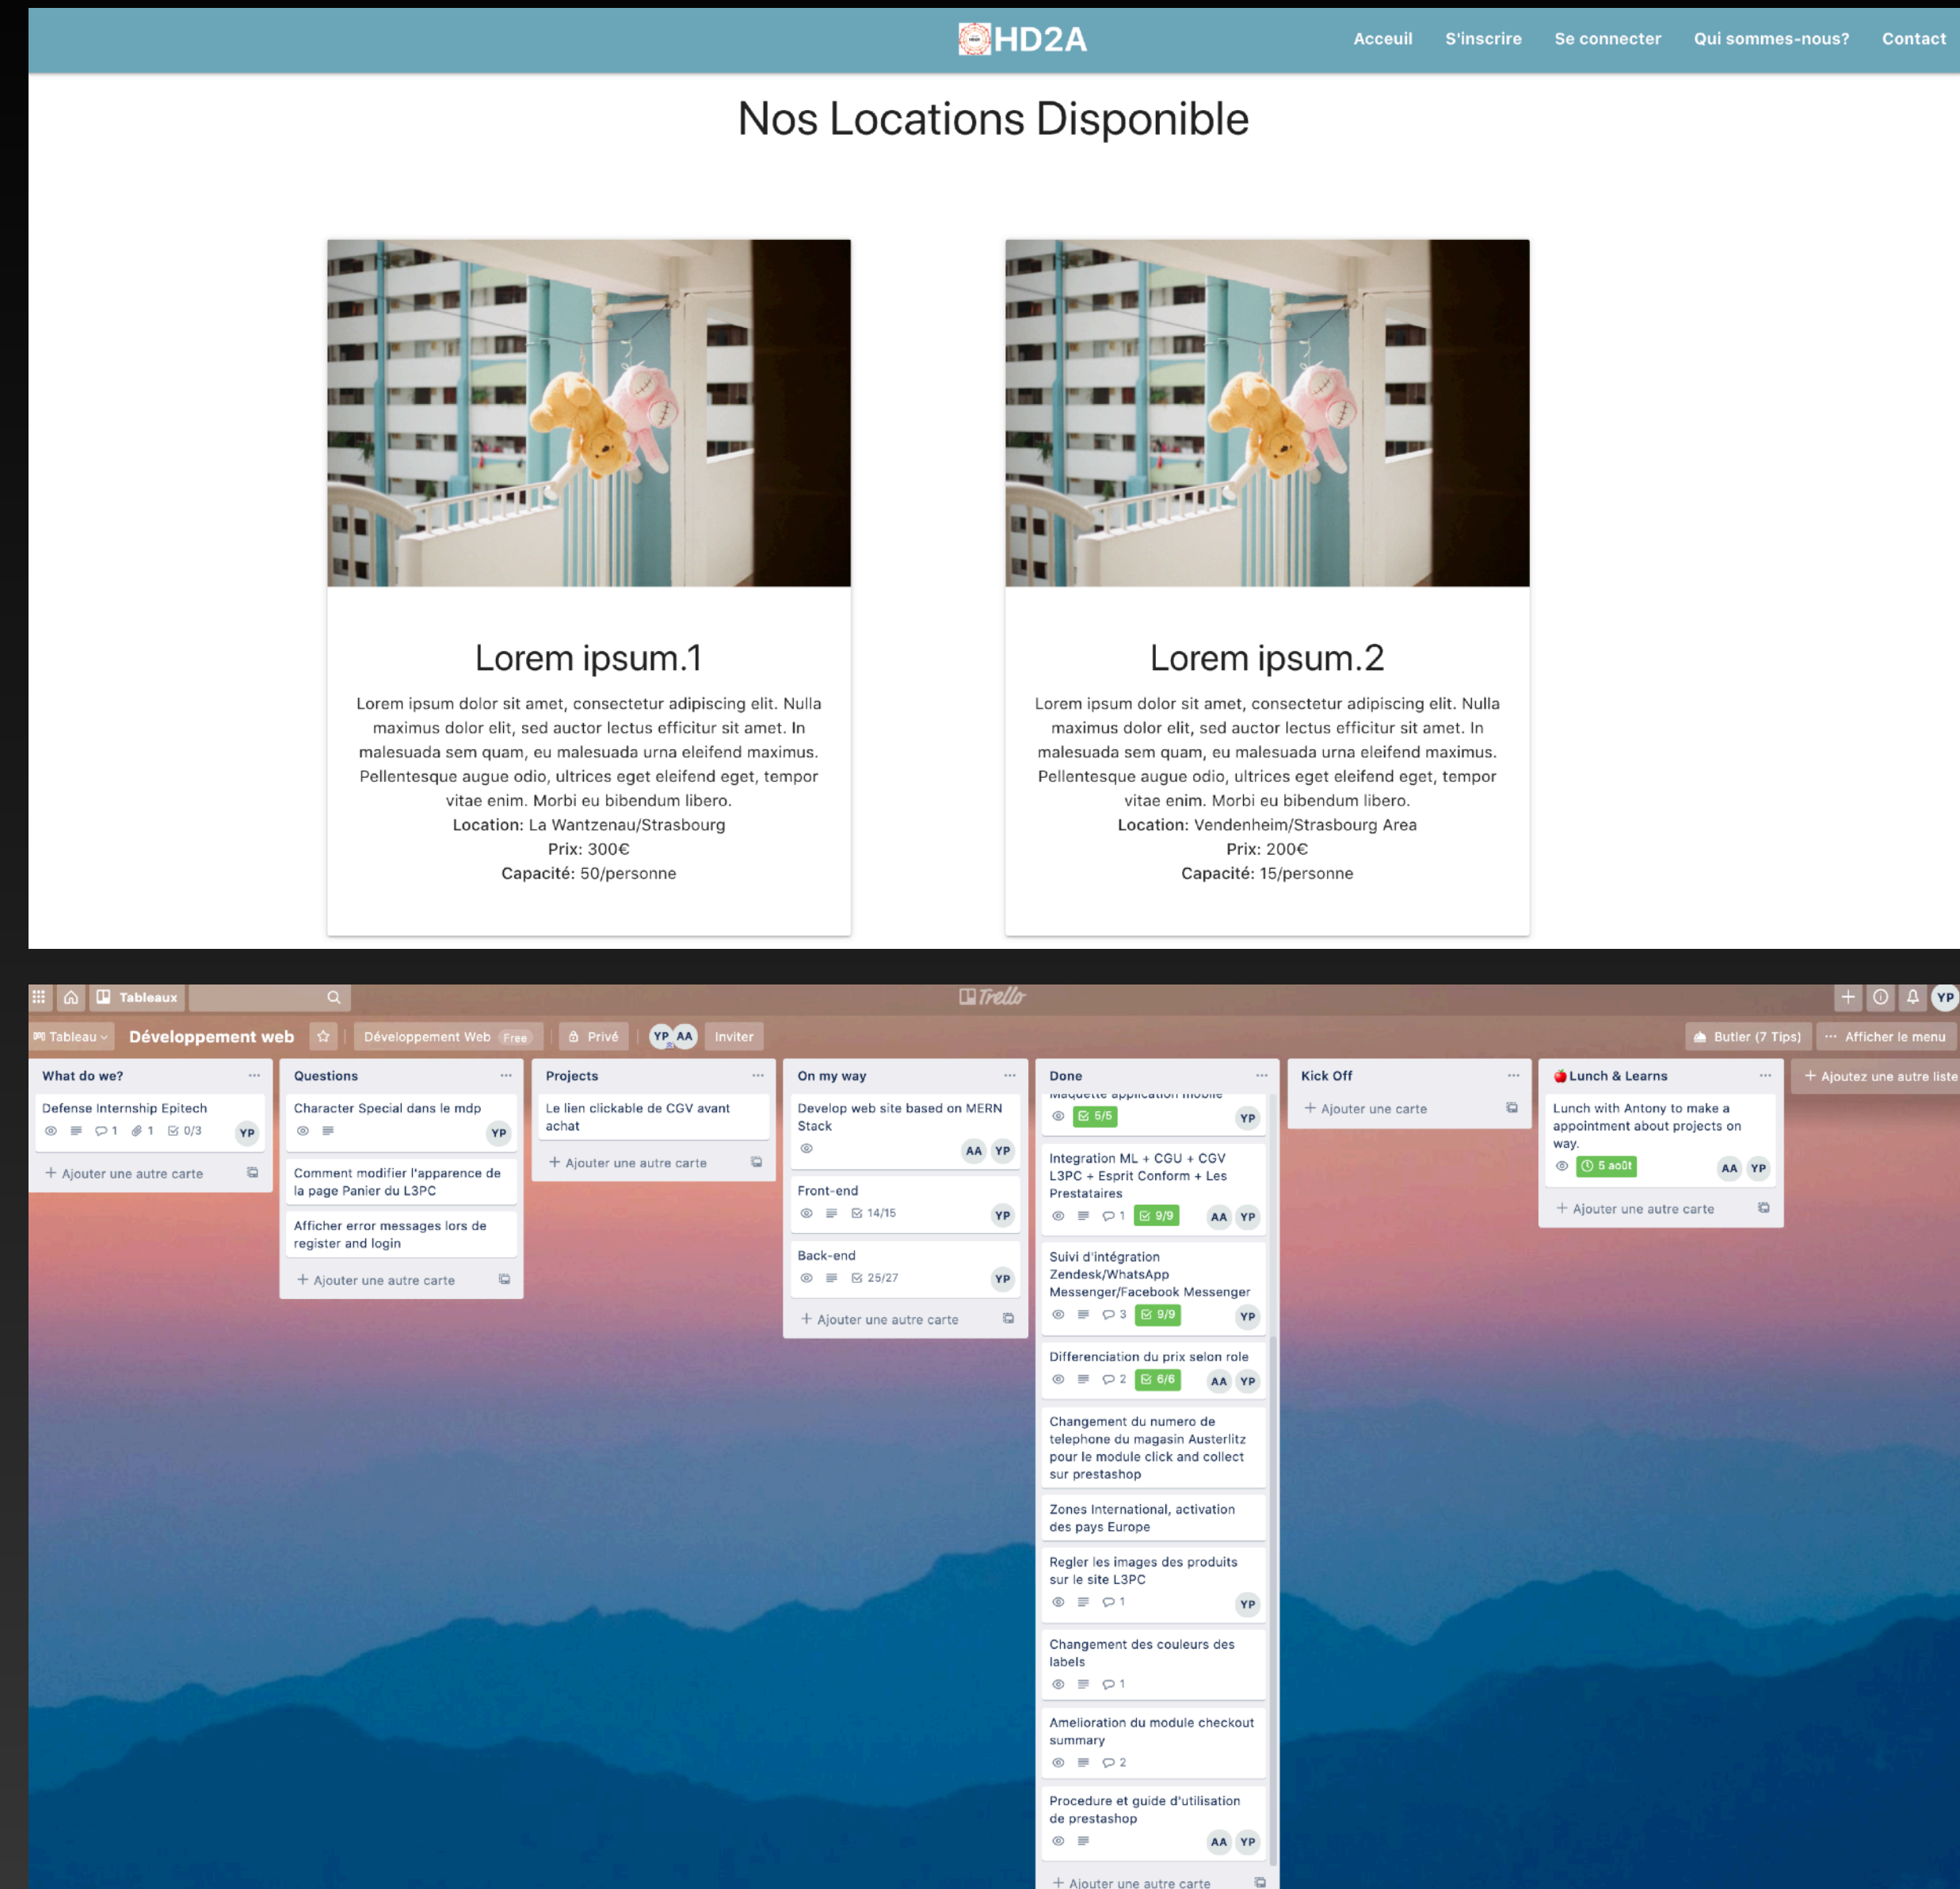 HD2A
Acceuil
S'inscrire
Se connecter
Qui sommes-nous?
Contact
Nos Locations Disponible
Lorem ipsum.1
Lorem ipsum dolor sit amet, consectetur adipiscing elit. Nulla
maximus dolor elit, sed auctor lectus efficitur sit amet. In
malesuada sem quam, eu malesuada urna eleifend maximus.
Pellentesque augue odio, ultrices eget eleifend eget, tempor
vitae enim. Morbi eu bibendum libero.
Location: La Wantzenau/Strasbourg
Prix: 300€
Capacité: 50/personne
Lorem ipsum.2
Lorem ipsum dolor sit amet, consectetur adipiscing elit. Nulla
maximus dolor elit, sed auctor lectus efficitur sit amet. In
malesuada sem quam, eu malesuada urna eleifend maximus.
Pellentesque augue odio, ultrices eget eleifend eget, tempor
vitae enim. Morbi eu bibendum libero.
Location: Vendenheim/Strasbourg Area
Prix: 200€
Capacité: 15/personne
Tableaux
Trello
YP
Tableau
Développement web
Développement Web Free
Privé
YP AA
Inviter
Butler (7 Tips)
Afficher le menu
What do we?
Defense Internship Epitech
1 1 0/3 YP
+ Ajouter une autre carte
Questions
Character Special dans le mdp
YP
Comment modifier l'apparence de
la page Panier du L3PC
Afficher error messages lors de
register and login
+ Ajouter une autre carte
Projects
Le lien clickable de CGV avant
achat
+ Ajouter une autre carte
On my way
Develop web site based on MERN
Stack
AA YP
Front-end
14/15 YP
Back-end
25/27 YP
+ Ajouter une autre carte
Done
Maquette application mobile
5/5 YP
Integration ML + CGU + CGV
L3PC + Esprit Conform + Les
Prestataires
1 9/9 AA YP
Suivi d'intégration
Zendesk/WhatsApp
Messenger/Facebook Messenger
3 9/9 YP
Differenciation du prix selon role
2 6/6 AA YP
Changement du numero de
telephone du magasin Austerlitz
pour le module click and collect
sur prestashop
Zones International, activation
des pays Europe
Regler les images des produits
sur le site L3PC
1 YP
Changement des couleurs des
labels
1
Amelioration du module checkout
summary
2
Procedure et guide d'utilisation
de prestashop
AA YP
+ Ajouter une autre carte
Kick Off
+ Ajouter une carte
Lunch & Learns
Lunch with Antony to make a
appointment about projects on
way.
5 août AA YP
+ Ajouter une autre carte
+ Ajoutez une autre liste